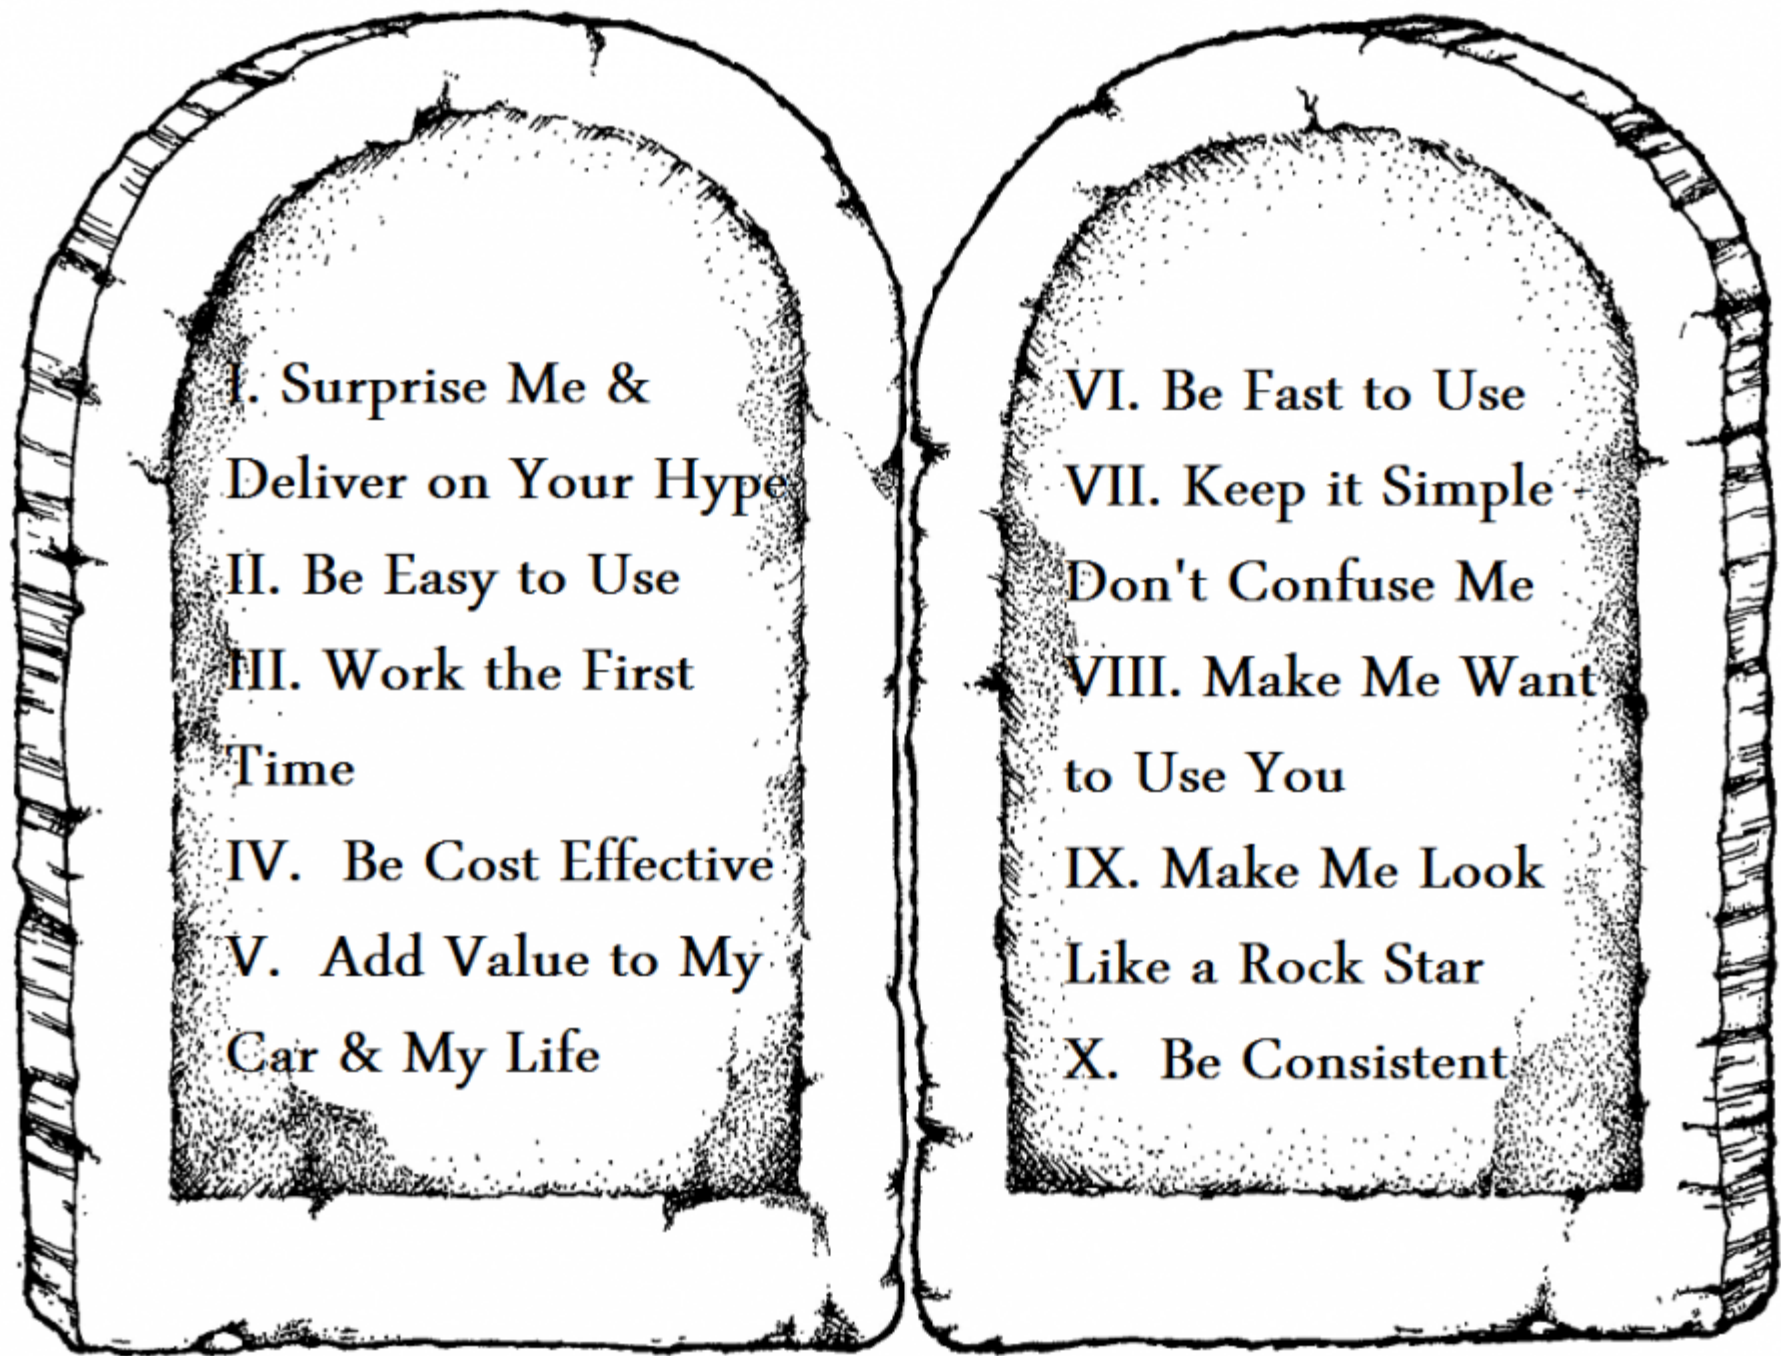 I. Surprise Me &
Deliver on Your Hype
II. Be Easy to Use
III. Work the First
Time
IV.  Be Cost Effective
V.  Add Value to My
Car & My Life
VI. Be Fast to Use
VII. Keep it Simple -
Don't Confuse Me
VIII. Make Me Want
to Use You
IX. Make Me Look
Like a Rock Star
X.  Be Consistent